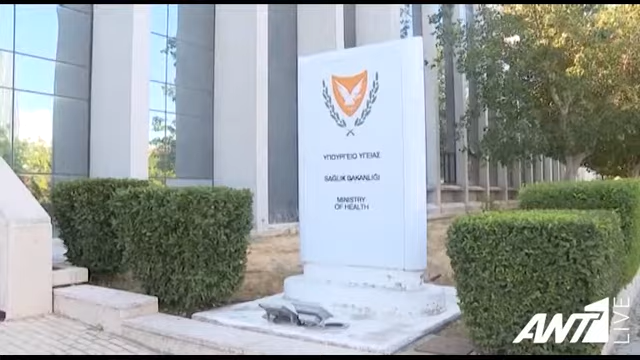 ΥΠΟΥΡΓΕΙΟ ΥΓΕΙΑΣ
SAĞLIK BAKANLIĞI
MINISTRY
OF HEALTH
ANT1
LIVE